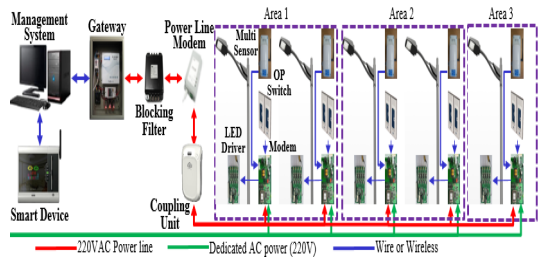 Management
System
Gateway
Power Line
Modem
Area 1
Area 2
Area 3
Multi
Sensor
OP
Switch
Blocking
Filter
LED
Driver
Modem
Smart Device
Coupling
Unit
220VAC Power line
Dedicated AC power (220V)
Wire or Wireless